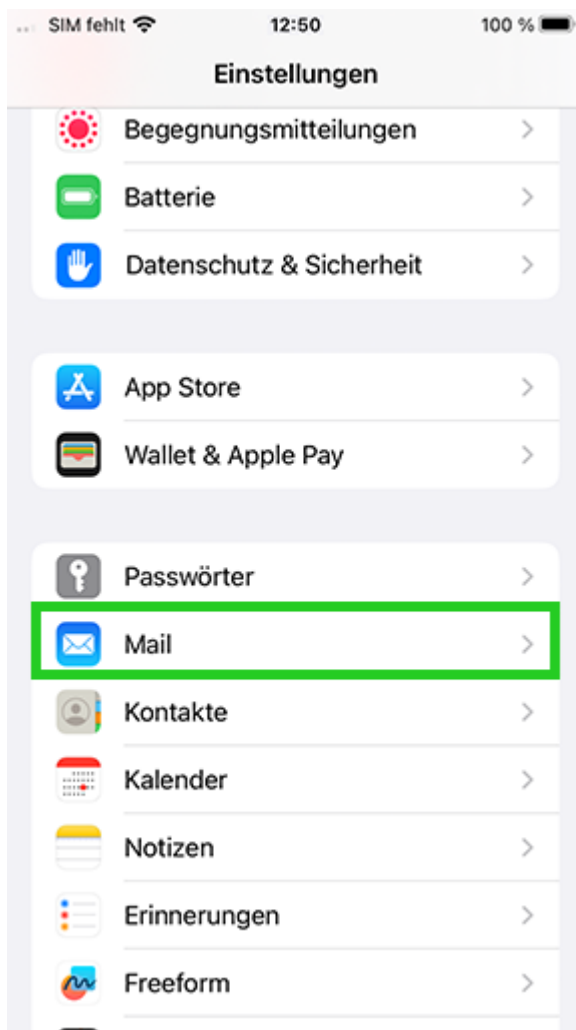 SIM fehlt 12:50 100 %
Einstellungen
Begegnungsmitteilungen
Batterie
Datenschutz & Sicherheit
App Store
Wallet & Apple Pay
Passwörter
Mail
Kontakte
Kalender
Notizen
Erinnerungen
Freeform